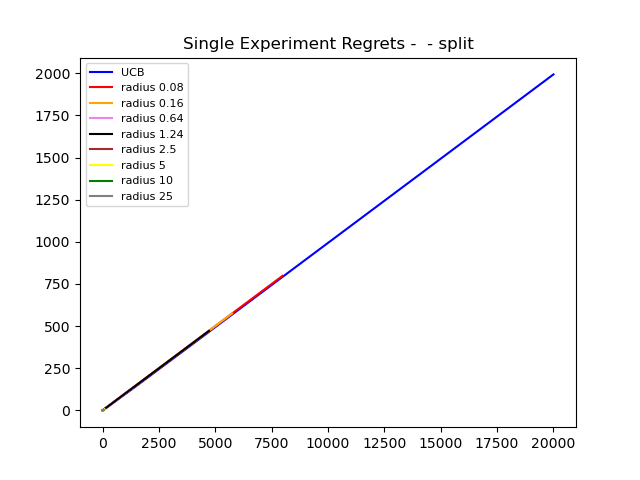 Single Experiment Regrets -  - split
UCB
radius 0.08
radius 0.16
radius 0.64
radius 1.24
radius 2.5
radius 5
radius 10
radius 25
2000
1750
1500
1250
1000
750
500
250
0
0 2500 5000 7500 10000 12500 15000 17500 20000